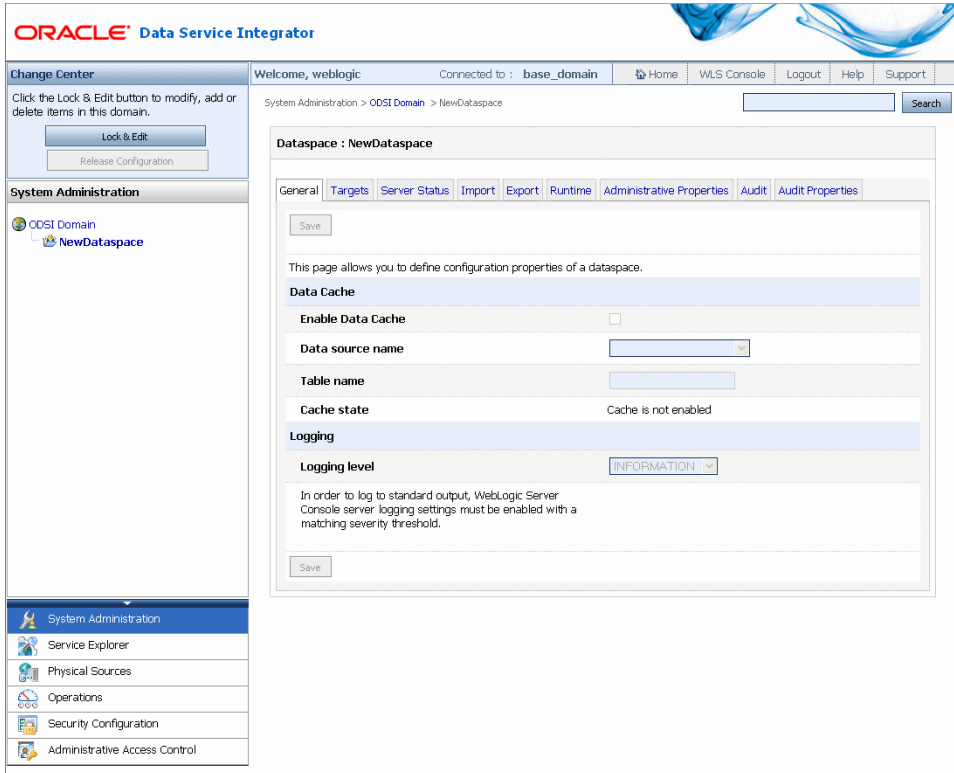 ORACLE Data Service Integrator
Change Center
Click the Lock & Edit button to modify, add or
delete items in this domain.
Lock & Edit
Release Configuration
System Administration
ODSI Domain
NewDataspace
System Administration
Service Explorer
Physical Sources
Operations
Security Configuration
Administrative Access Control
Welcome, weblogic Connected to : base_domain Home WLS Console Logout Help Support
System Administration > ODSI Domain > NewDataspace Search
Dataspace : NewDataspace
General Targets Server Status Import Export Runtime Administrative Properties Audit Audit Properties
Save
This page allows you to define configuration properties of a dataspace.
Data Cache
Enable Data Cache
Data source name
Table name
Cache state Cache is not enabled
Logging
Logging level INFORMATION
In order to log to standard output, WebLogic Server
Console server logging settings must be enabled with a
matching severity threshold.
Save